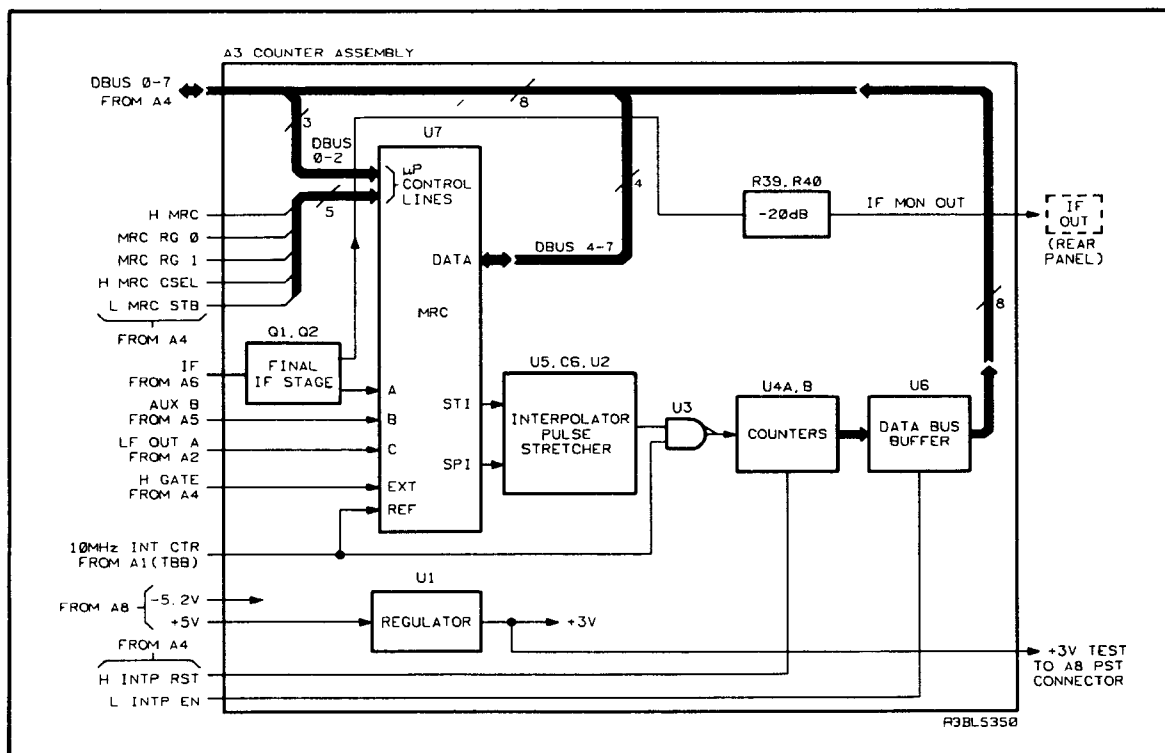 A3 COUNTER ASSEMBLY
DBUS 0-7
FROM A4
3
8
DBUS
0-2
U7
µP
CONTROL
LINES
5
4
R39, R40
-20dB
IF MON OUT
IF
OUT
(REAR
PANEL)
H MRC
MRC RG 0
MRC RG 1
H MRC CSEL
L MRC STB
FROM A4
DATA
DBUS 4-7
MRC
8
Q1, Q2
FINAL
IF STAGE
IF
FROM A6
AUX B
FROM A5
LF OUT A
FROM A2
H GATE
FROM A4
A
B
C
EXT
REF
STI
SPI
U5, C6, U2
INTERPOLATOR
PULSE
STRETCHER
U3
U4A, B
COUNTERS
U6
DATA BUS
BUFFER
10MHz INT CTR
FROM A1(TBB)
FROM A8
-5.2V
+5V
U1
REGULATOR
+3V
FROM A4
H INTP RST
L INTP EN
+3V TEST
TO A8 PST
CONNECTOR
A3BLS350